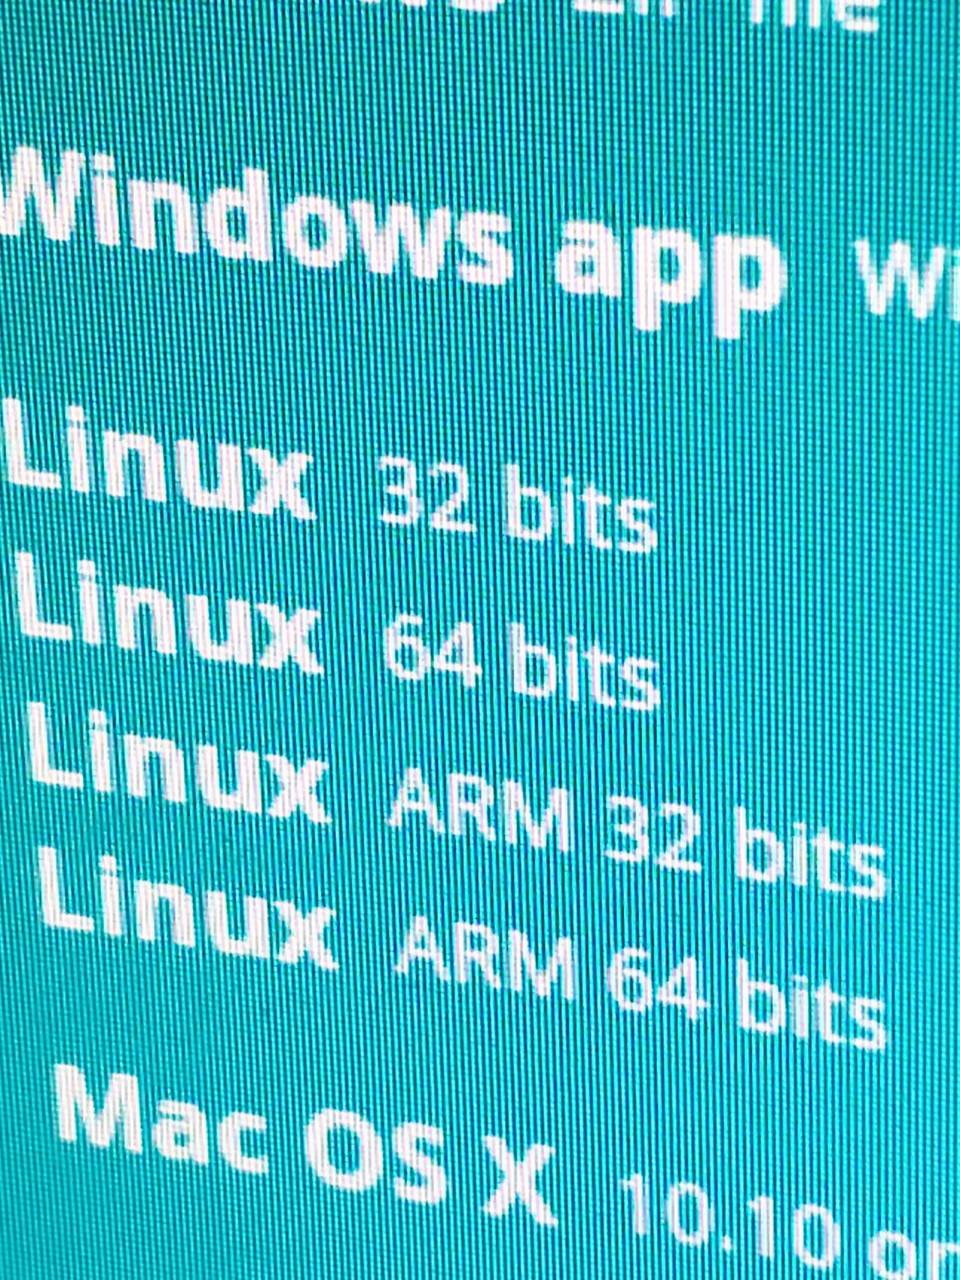 file
Windows app
Linux 32 bits
Linux 64 bits
Linux ARM 32 bits
Linux ARM 64 bits
Mac OS X 10.10